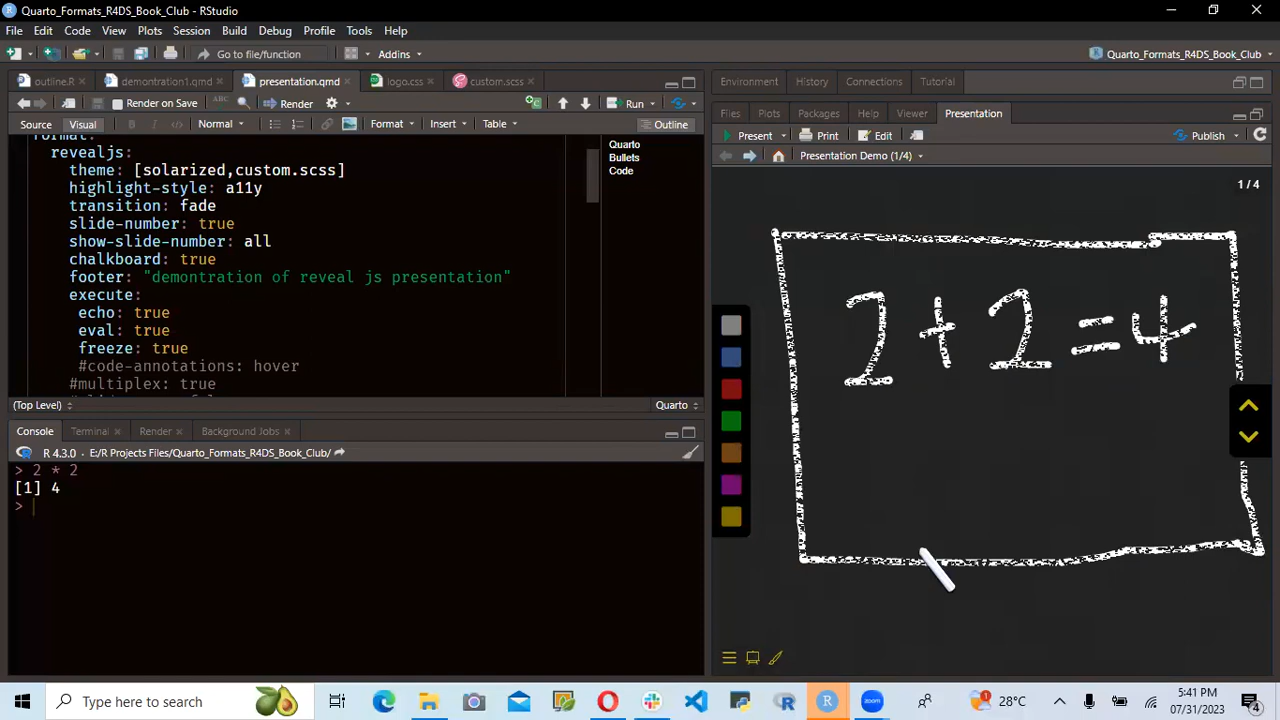 Quarto_Formats_R4DS_Book_Club - RStudio
File Edit Code View Plots Session Build Debug Profile Tools Help
Go to file/function Addins Quarto_Formats_R4DS_Book_Club
outline.R demontration1.qmd presentation.qmd logo.css custom.scss
Render on Save ABC Render Run
Source Visual B I Normal Format Insert Table Outline
format:
revealjs:
theme: [solarized,custom.scss]
highlight-style: a11y
transition: fade
slide-number: true
show-slide-number: all
chalkboard: true
footer: "demontration of reveal js presentation"
execute:
echo: true
eval: true
freeze: true
#code-annotations: hover
#multiplex: true
Quarto
Bullets
Code
(Top Level) Quarto
Console Terminal Render Background Jobs
R 4.3.0 · E:/R Projects Files/Quarto_Formats_R4DS_Book_Club/
> 2 * 2
[1] 4
>
Environment History Connections Tutorial
Files Plots Packages Help Viewer Presentation
Present Print Edit Publish
Presentation Demo (1/4)
1/4
2+2=4
Type here to search
zoom
28°C
5:41 PM
07/31/2023
4